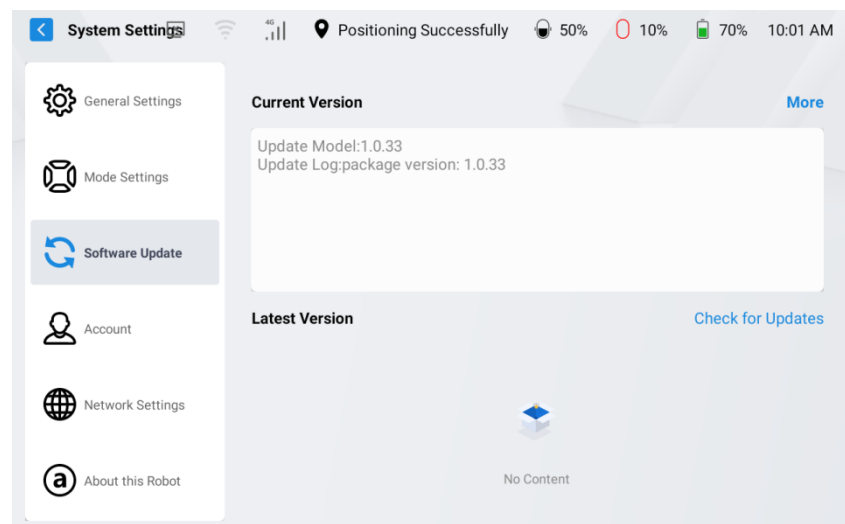 System Settings 4G Positioning Successfully 50% 10% 70% 10:01 AM
General Settings
Mode Settings
Software Update
Account
Network Settings
a About this Robot
Current Version More
Update Model:1.0.33
Update Log:package version: 1.0.33
Latest Version Check for Updates
No Content